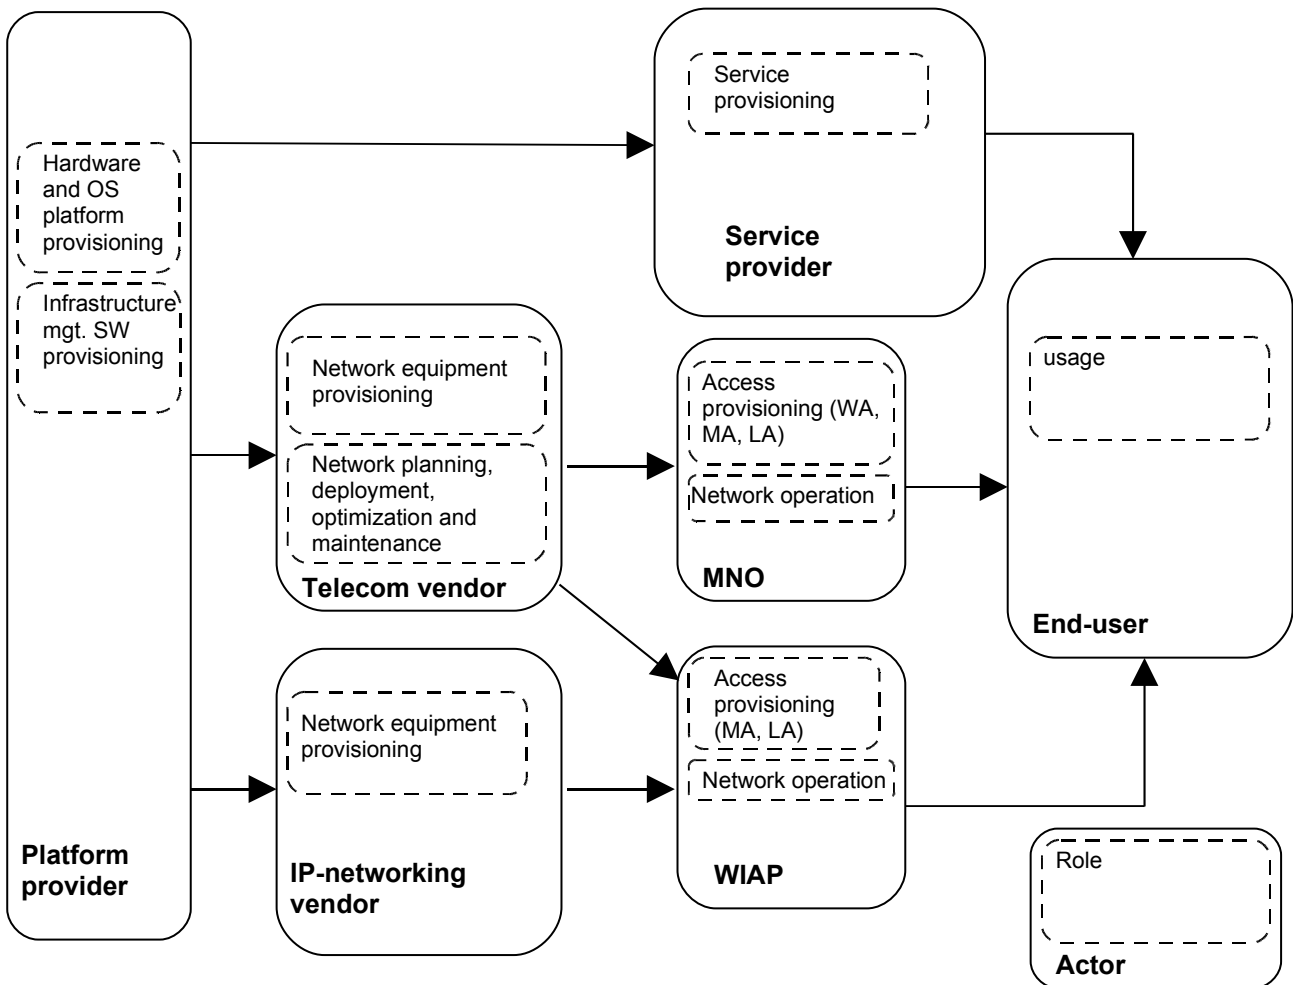 Hardware
and OS
platform
provisioning
Infrastructure
mgt. SW
provisioning
Platform
provider
Service
provisioning
Service
provider
Network equipment
provisioning
Network planning,
deployment,
optimization and
maintenance
Telecom vendor
Access
provisioning (WA,
MA, LA)
Network operation
MNO
usage
End-user
Network equipment
provisioning
IP-networking
vendor
Access
provisioning
(MA, LA)
Network operation
WIAP
Role
Actor